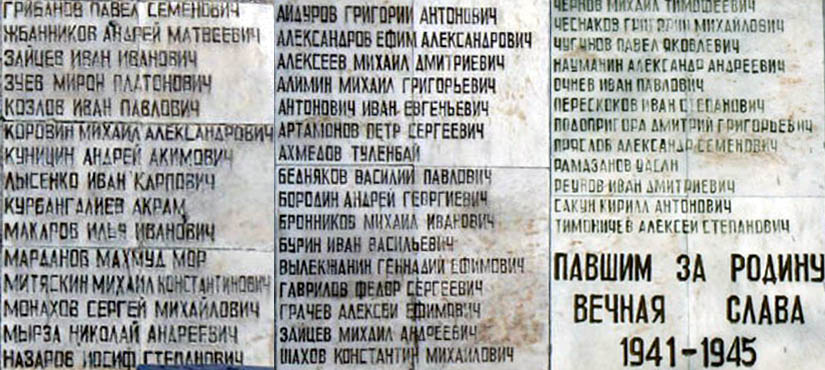 ГРИБАНОВ ПАВЕЛ СЕМЕНОВИЧ
ЖБАННИКОВ АНДРЕЙ МАТВЕЕВИЧ
ЗАЙЦЕВ ИВАН ИВАНОВИЧ
ЗУЕВ МИРОН ПЛАТОНОВИЧ
КОЗЛОВ ИВАН ПАВЛОВИЧ
КОРОВИН МИХАИЛ АЛЕКСАНДРОВИЧ
КУНИЦИН АНДРЕЙ АКИМОВИЧ
ЛЫСЕНКО ИВАН КАРПОВИЧ
КУРБАНГАЛИЕВ АКРАМ
МАКАРОВ ИЛЬЯ ИВАНОВИЧ
МАРДАНОВ МАХМУД МОР
МИТЯСКИН МИХАИЛ КОНСТАНТИНОВИЧ
МОНАХОВ СЕРГЕЙ МИХАЙЛОВИЧ
МЫРЗА НИКОЛАЙ АНДРЕЕВИЧ
НАЗАРОВ ИОСИФ СТЕПАНОВИЧ
АЙДУРОВ ГРИГОРИЙ АНТОНОВИЧ
АЛЕКСАНДРОВ ЕФИМ АЛЕКСАНДРОВИЧ
АЛЕКСЕЕВ МИХАИЛ ДМИТРИЕВИЧ
АЛИМИН МИХАИЛ ГРИГОРЬЕВИЧ
АНТОНОВИЧ ИВАН ЕВГЕНЬЕВИЧ
АРТАМОНОВ ПЕТР СЕРГЕЕВИЧ
АХМЕДОВ ТУЛЕНБАЙ
БЕДНЯКОВ ВАСИЛИЙ ПАВЛОВИЧ
БОРОДИН АНДРЕЙ ГЕОРГИЕВИЧ
БРОННИКОВ МИХАИЛ ИВАНОВИЧ
БУРИН ИВАН ВАСИЛЬЕВИЧ
ВЫЛЕКЖАНИН ГЕННАДИЙ ЕФИМОВИЧ
ГАВРИЛОВ ФЕДОР СЕРГЕЕВИЧ
ГРАЧЕВ АЛЕКСЕЙ ЕФИМОВИЧ
ЗАЙЦЕВ МИХАИЛ АНДРЕЕВИЧ
ШАХОВ КОНСТАНТИН МИХАЙЛОВИЧ
ЧЕРНОВ МИХАИЛ ТИМОФЕЕВИЧ
ЧЕСНАКОВ ГРИГОРИЙ МИХАЙЛОВИЧ
ЧУГУНОВ ПАВЕЛ ЯКОВЛЕВИЧ
НАУМАНИН АЛЕКСАНДР АНДРЕЕВИЧ
ОЧНЕВ ИВАН ПАВЛОВИЧ
ПЕРЕСКОКОВ ИВАН СТЕПАНОВИЧ
ПОДОПРИГОРА ДМИТРИЙ ГРИГОРЬЕВИЧ
ПРЯСЛОВ АЛЕКСАНДР СЕМЕНОВИЧ
РАМАЗАНОВ
ИВАН ДМИТРИЕВИЧ
САКУН КИРИЛЛ АНТОНОВИЧ
ТИМОНИЧЕВ АЛЕКСЕЙ СТЕПАНОВИЧ
ПАВШИМ ЗА РОДИНУ
ВЕЧНАЯ СЛАВА
1941-1945